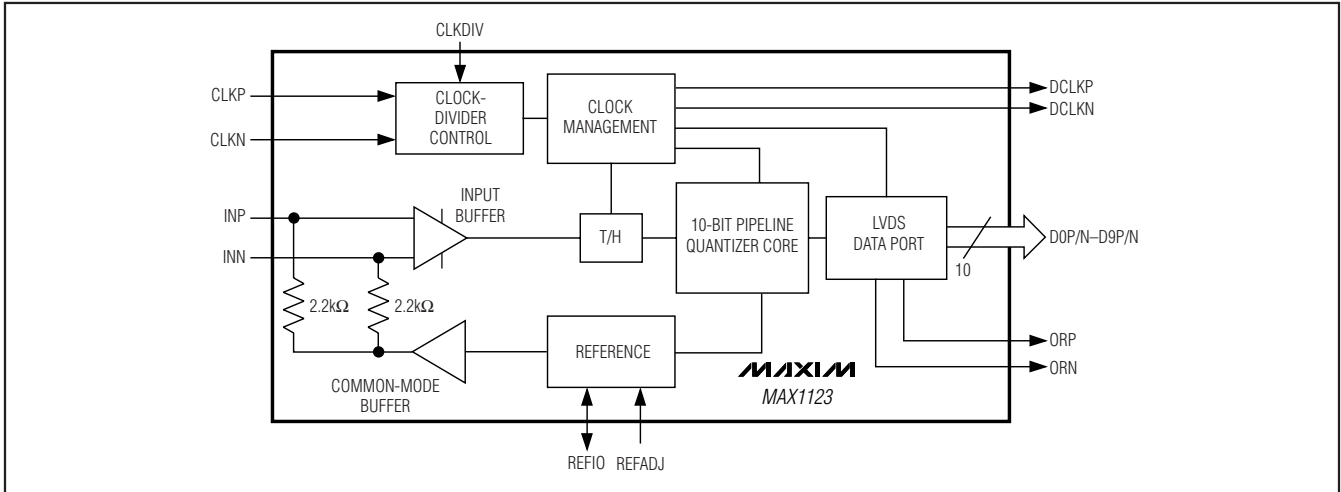 CLKDIV
CLKP
CLKN
CLOCK-
DIVIDER
CONTROL
CLOCK
MANAGEMENT
DCLKP
DCLKN
INP
INN
INPUT
BUFFER
T/H
10-BIT PIPELINE
QUANTIZER CORE
LVDS
DATA PORT
10
D0P/N–D9P/N
2.2kΩ
2.2kΩ
COMMON-MODE
BUFFER
REFERENCE
MAXIM
MAX1123
ORP
ORN
REFIO
REFADJ